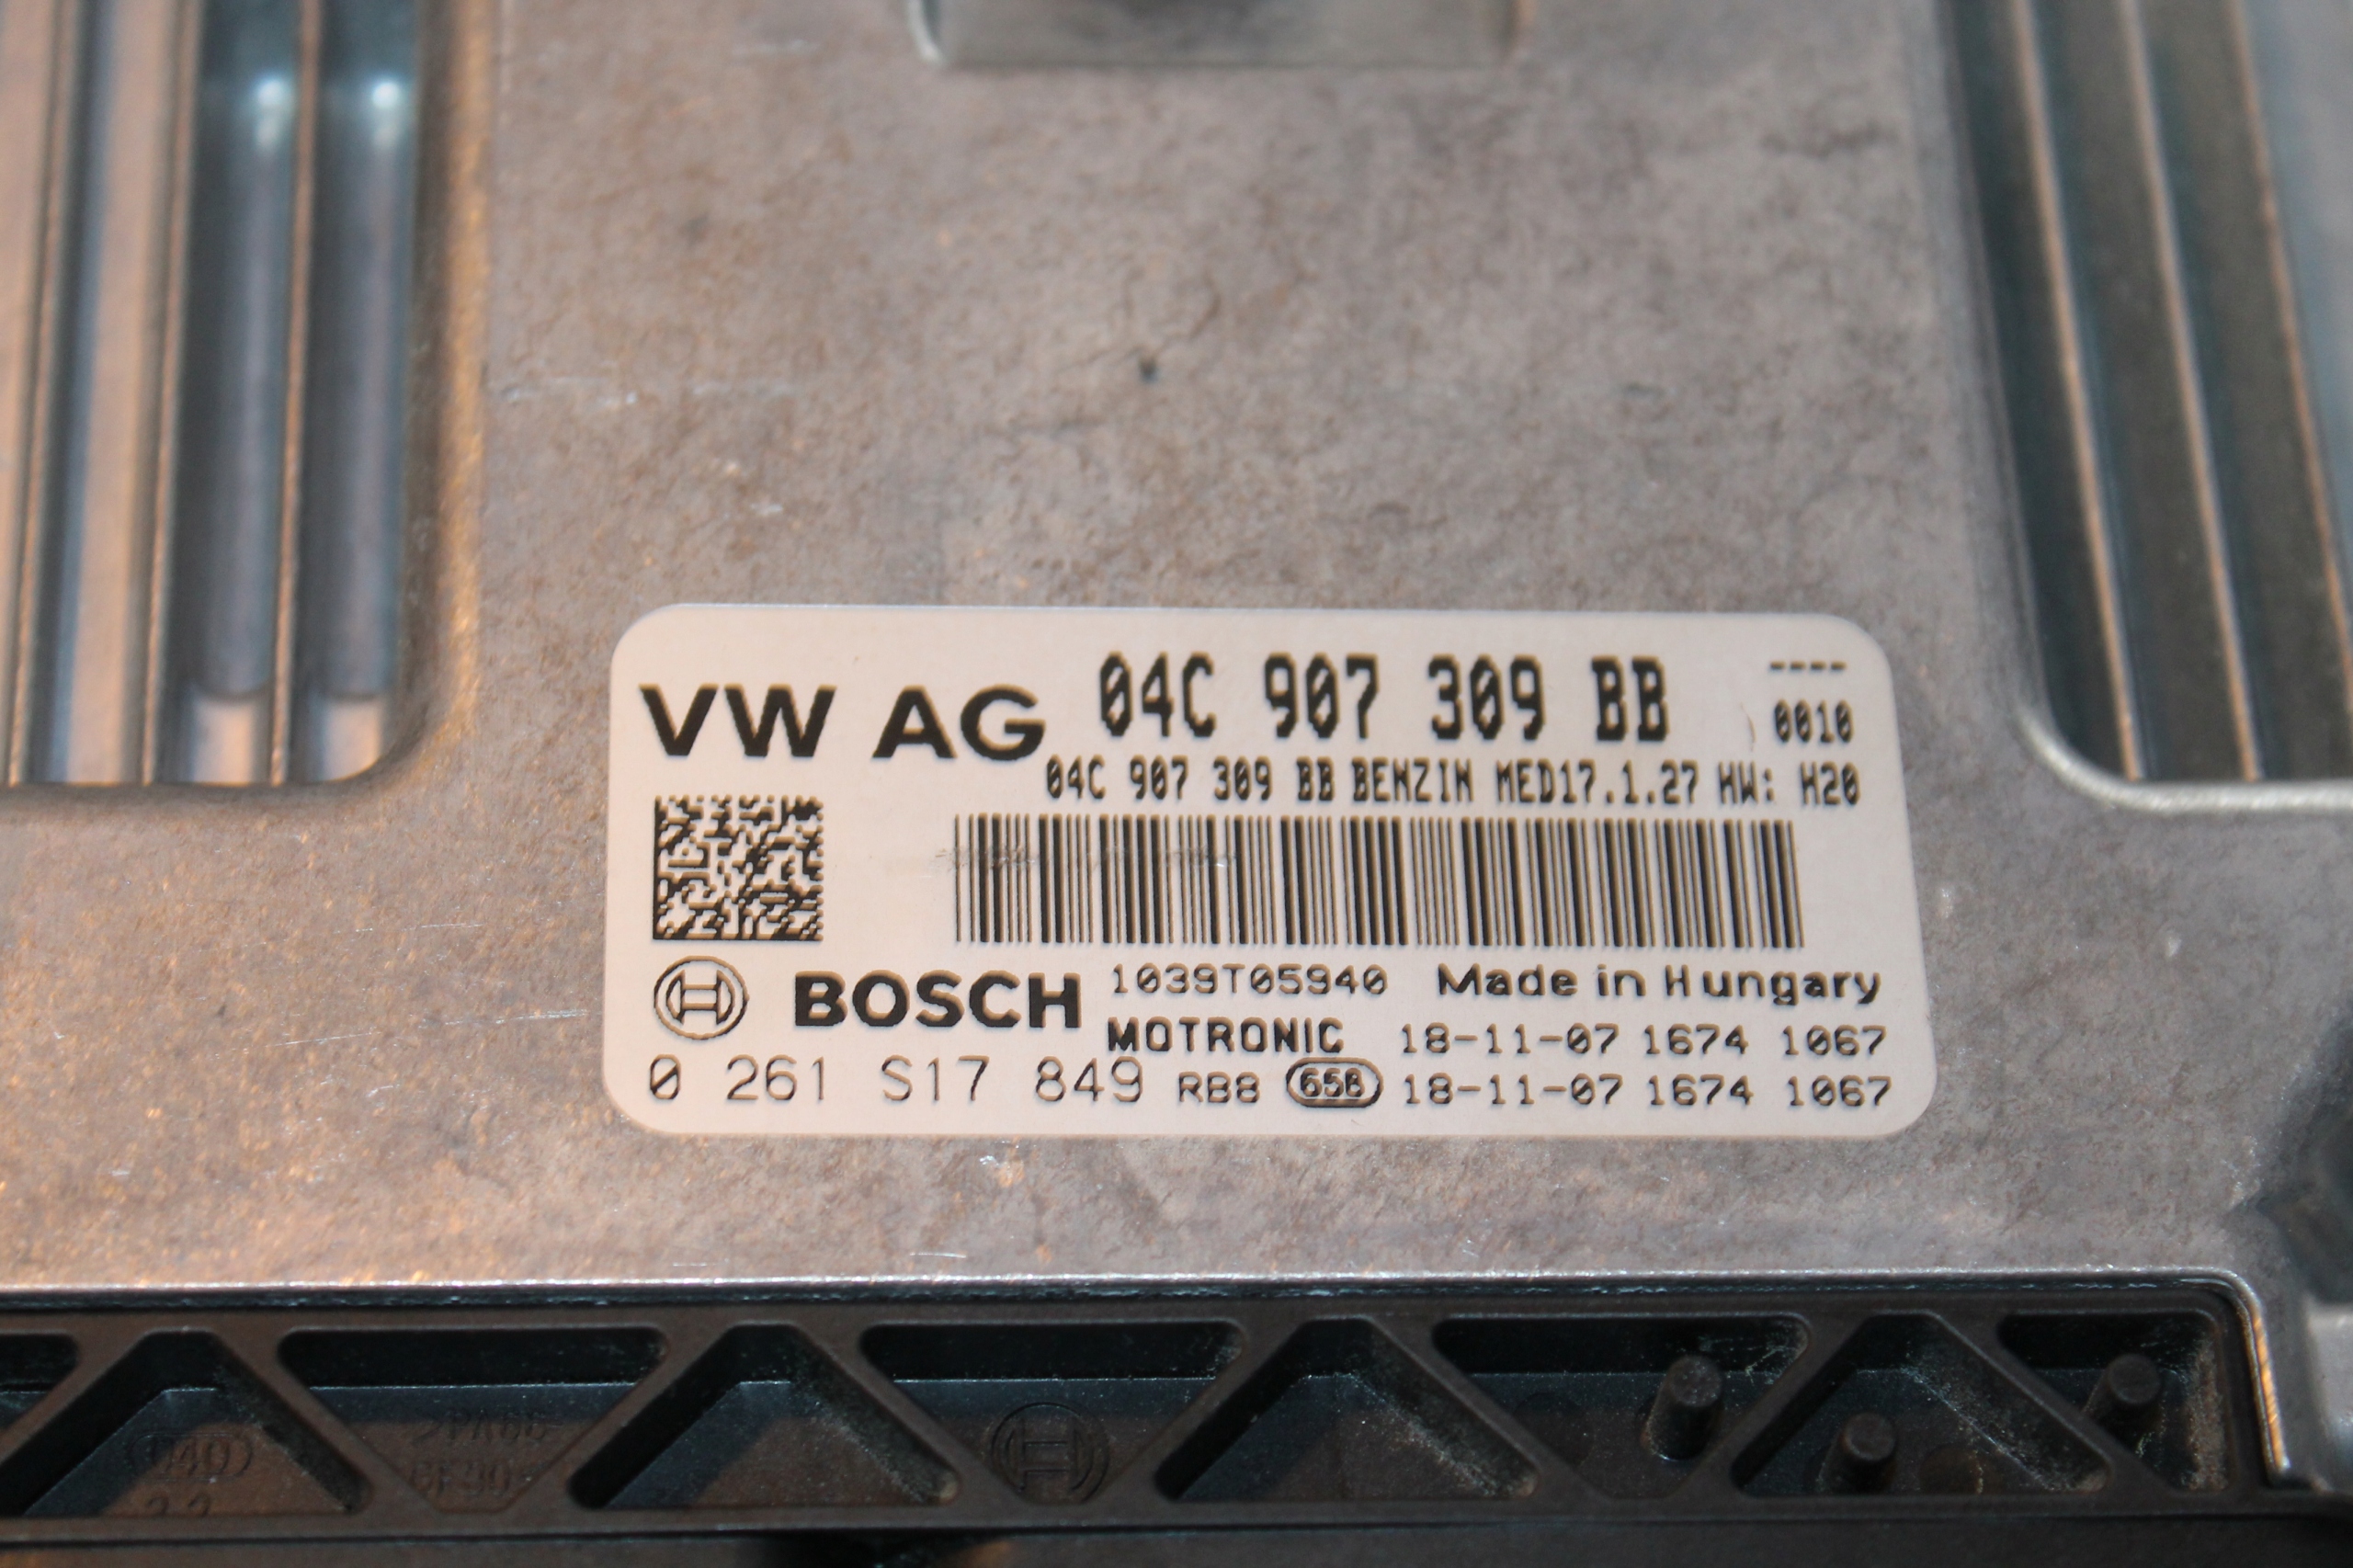 VW AG 04C 907 309 BB ----
0010
04C 907 309 BB BENZIN MED17.1.27 HW: H20
BOSCH 1039T05940 Made in Hungary
MOTRONIC 18-11-07 1674 1067
0 261 S17 849 RB8 65B 18-11-07 1674 1067
140